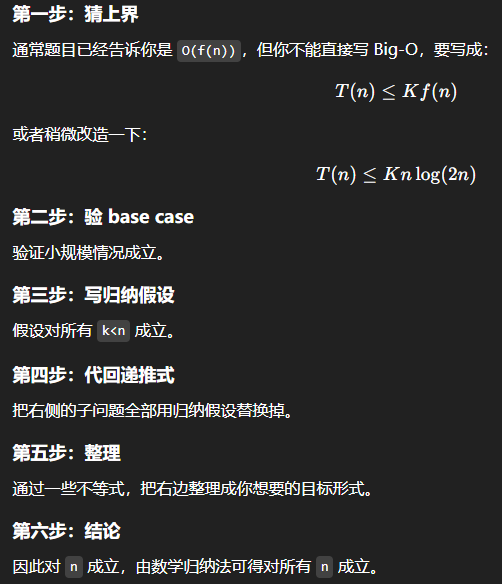 第一步：猜上界
通常题目已经告诉你是 O(f(n))，但你不能直接写 Big-O，要写成：
T(n) ≤ Kf(n)
或者稍微改造一下：
T(n) ≤ Kn log(2n)
第二步：验 base case
验证小规模情况成立。
第三步：写归纳假设
假设对所有 k<n 成立。
第四步：代回递推式
把右侧的子问题全部用归纳假设替换掉。
第五步：整理
通过一些不等式，把右边整理成你想要的目标形式。
第六步：结论
因此对 n 成立，由数学归纳法可得对所有 n 成立。